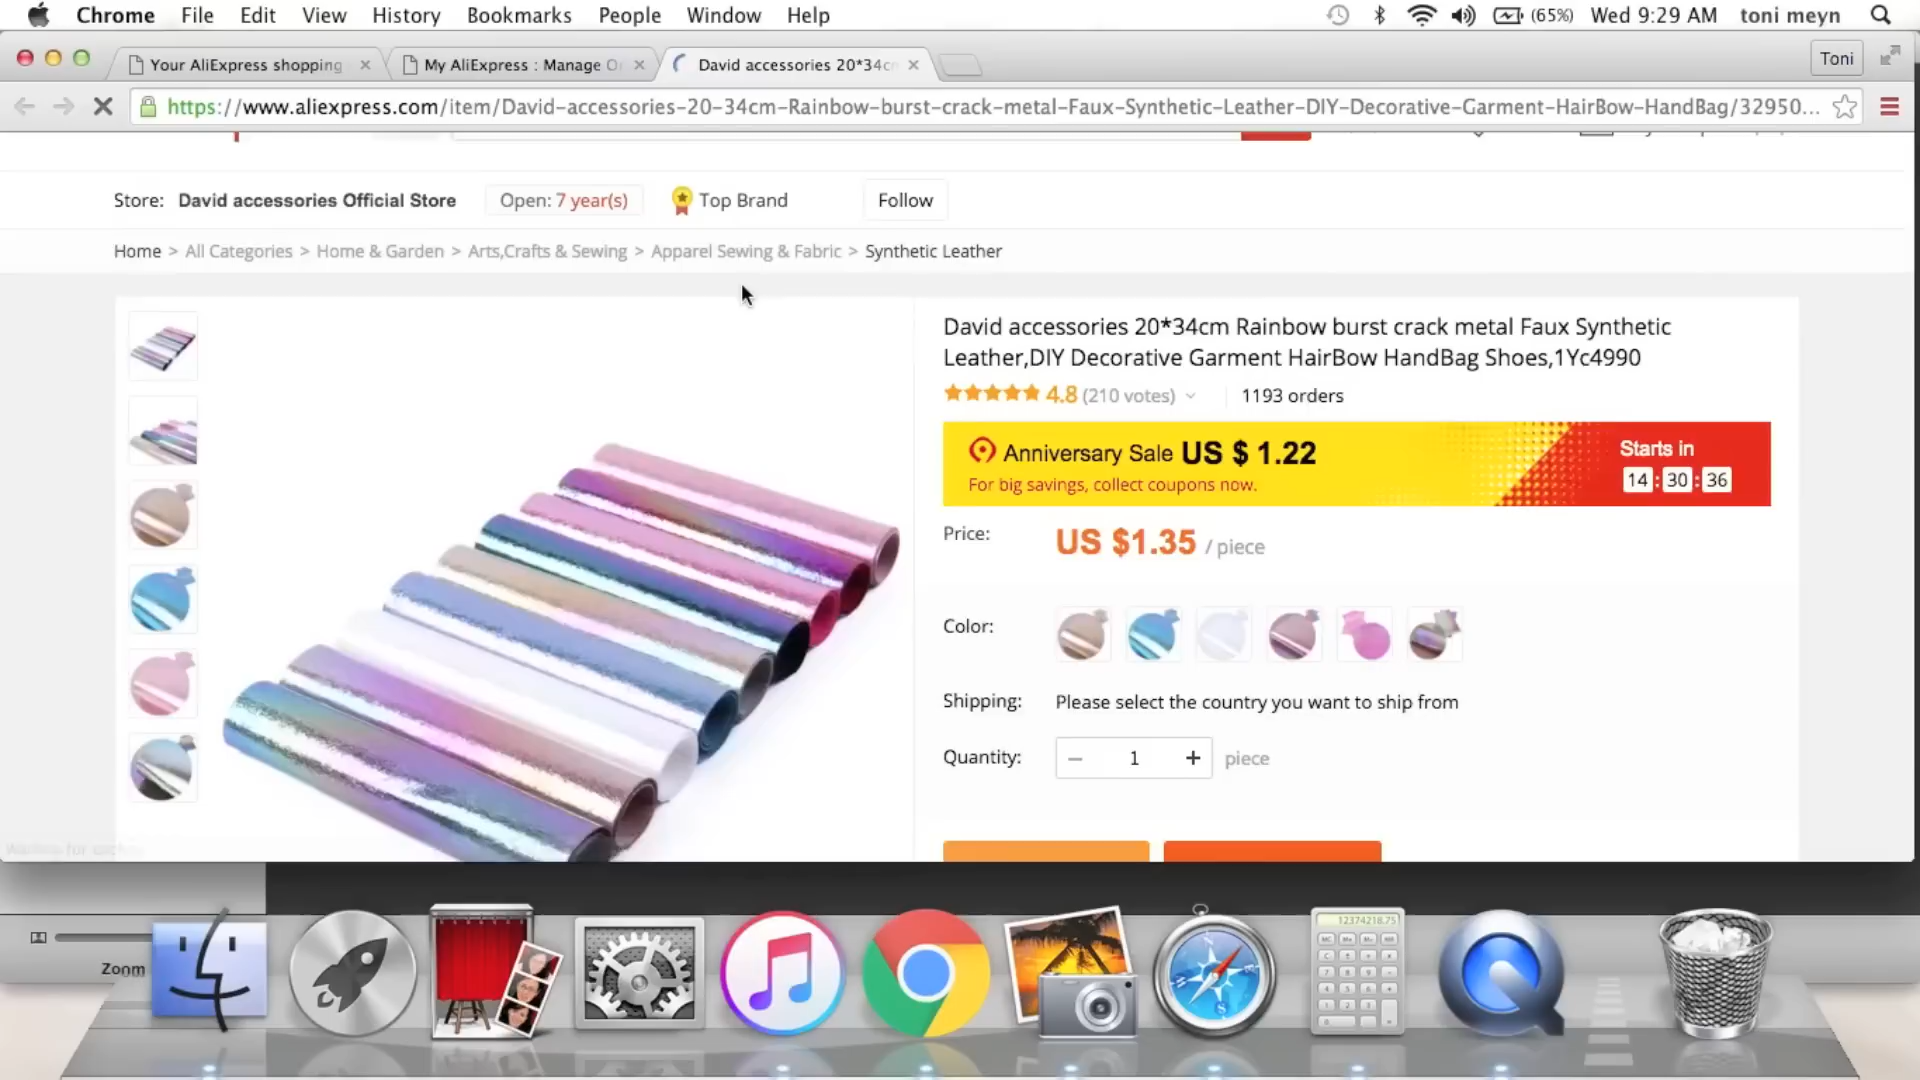 Chrome File Edit View History Bookmarks People Window Help (65%) Wed 9:29 AM toni meyn
Your AliExpress shopping My AliExpress : Manage O David accessories 20*34c Toni
https://www.aliexpress.com/item/David-accessories-20-34cm-Rainbow-burst-crack-metal-Faux-Synthetic-Leather-DIY-Decorative-Garment-HairBow-HandBag/32950...
Store: David accessories Official Store Open: 7 year(s) Top Brand Follow
Home > All Categories > Home & Garden > Arts,Crafts & Sewing > Apparel Sewing & Fabric > Synthetic Leather
David accessories 20*34cm Rainbow burst crack metal Faux Synthetic
Leather,DIY Decorative Garment HairBow HandBag Shoes,1Yc4990
4.8 (210 votes) 1193 orders
Anniversary Sale US $ 1.22
For big savings, collect coupons now.
Starts in
14 : 30 : 36
Price: US $1.35 / piece
Color:
Shipping: Please select the country you want to ship from
Quantity: − 1 + piece
12374218.75
Zoom